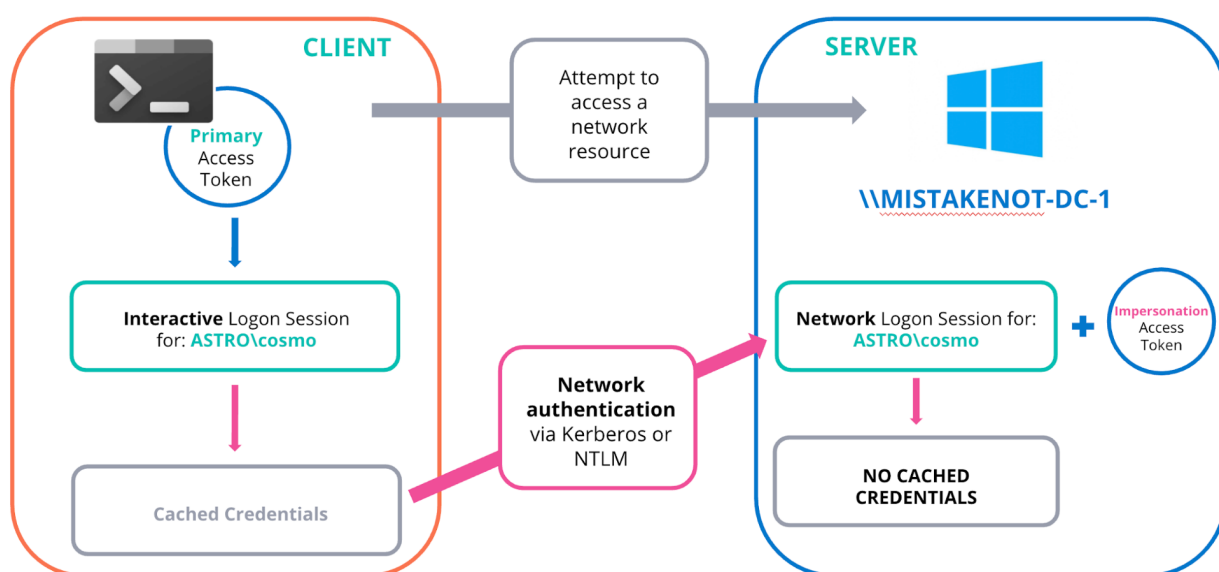 CLIENT
Primary
Access
Token
Attempt to
access a
network
resource
SERVER
\\MISTAKENOT-DC-1
Interactive Logon Session
for: ASTRO\cosmo
Cached Credentials
Network
authentication
via Kerberos or
NTLM
Network Logon Session for:
ASTRO\cosmo
Impersonation
Access
Token
NO CACHED
CREDENTIALS